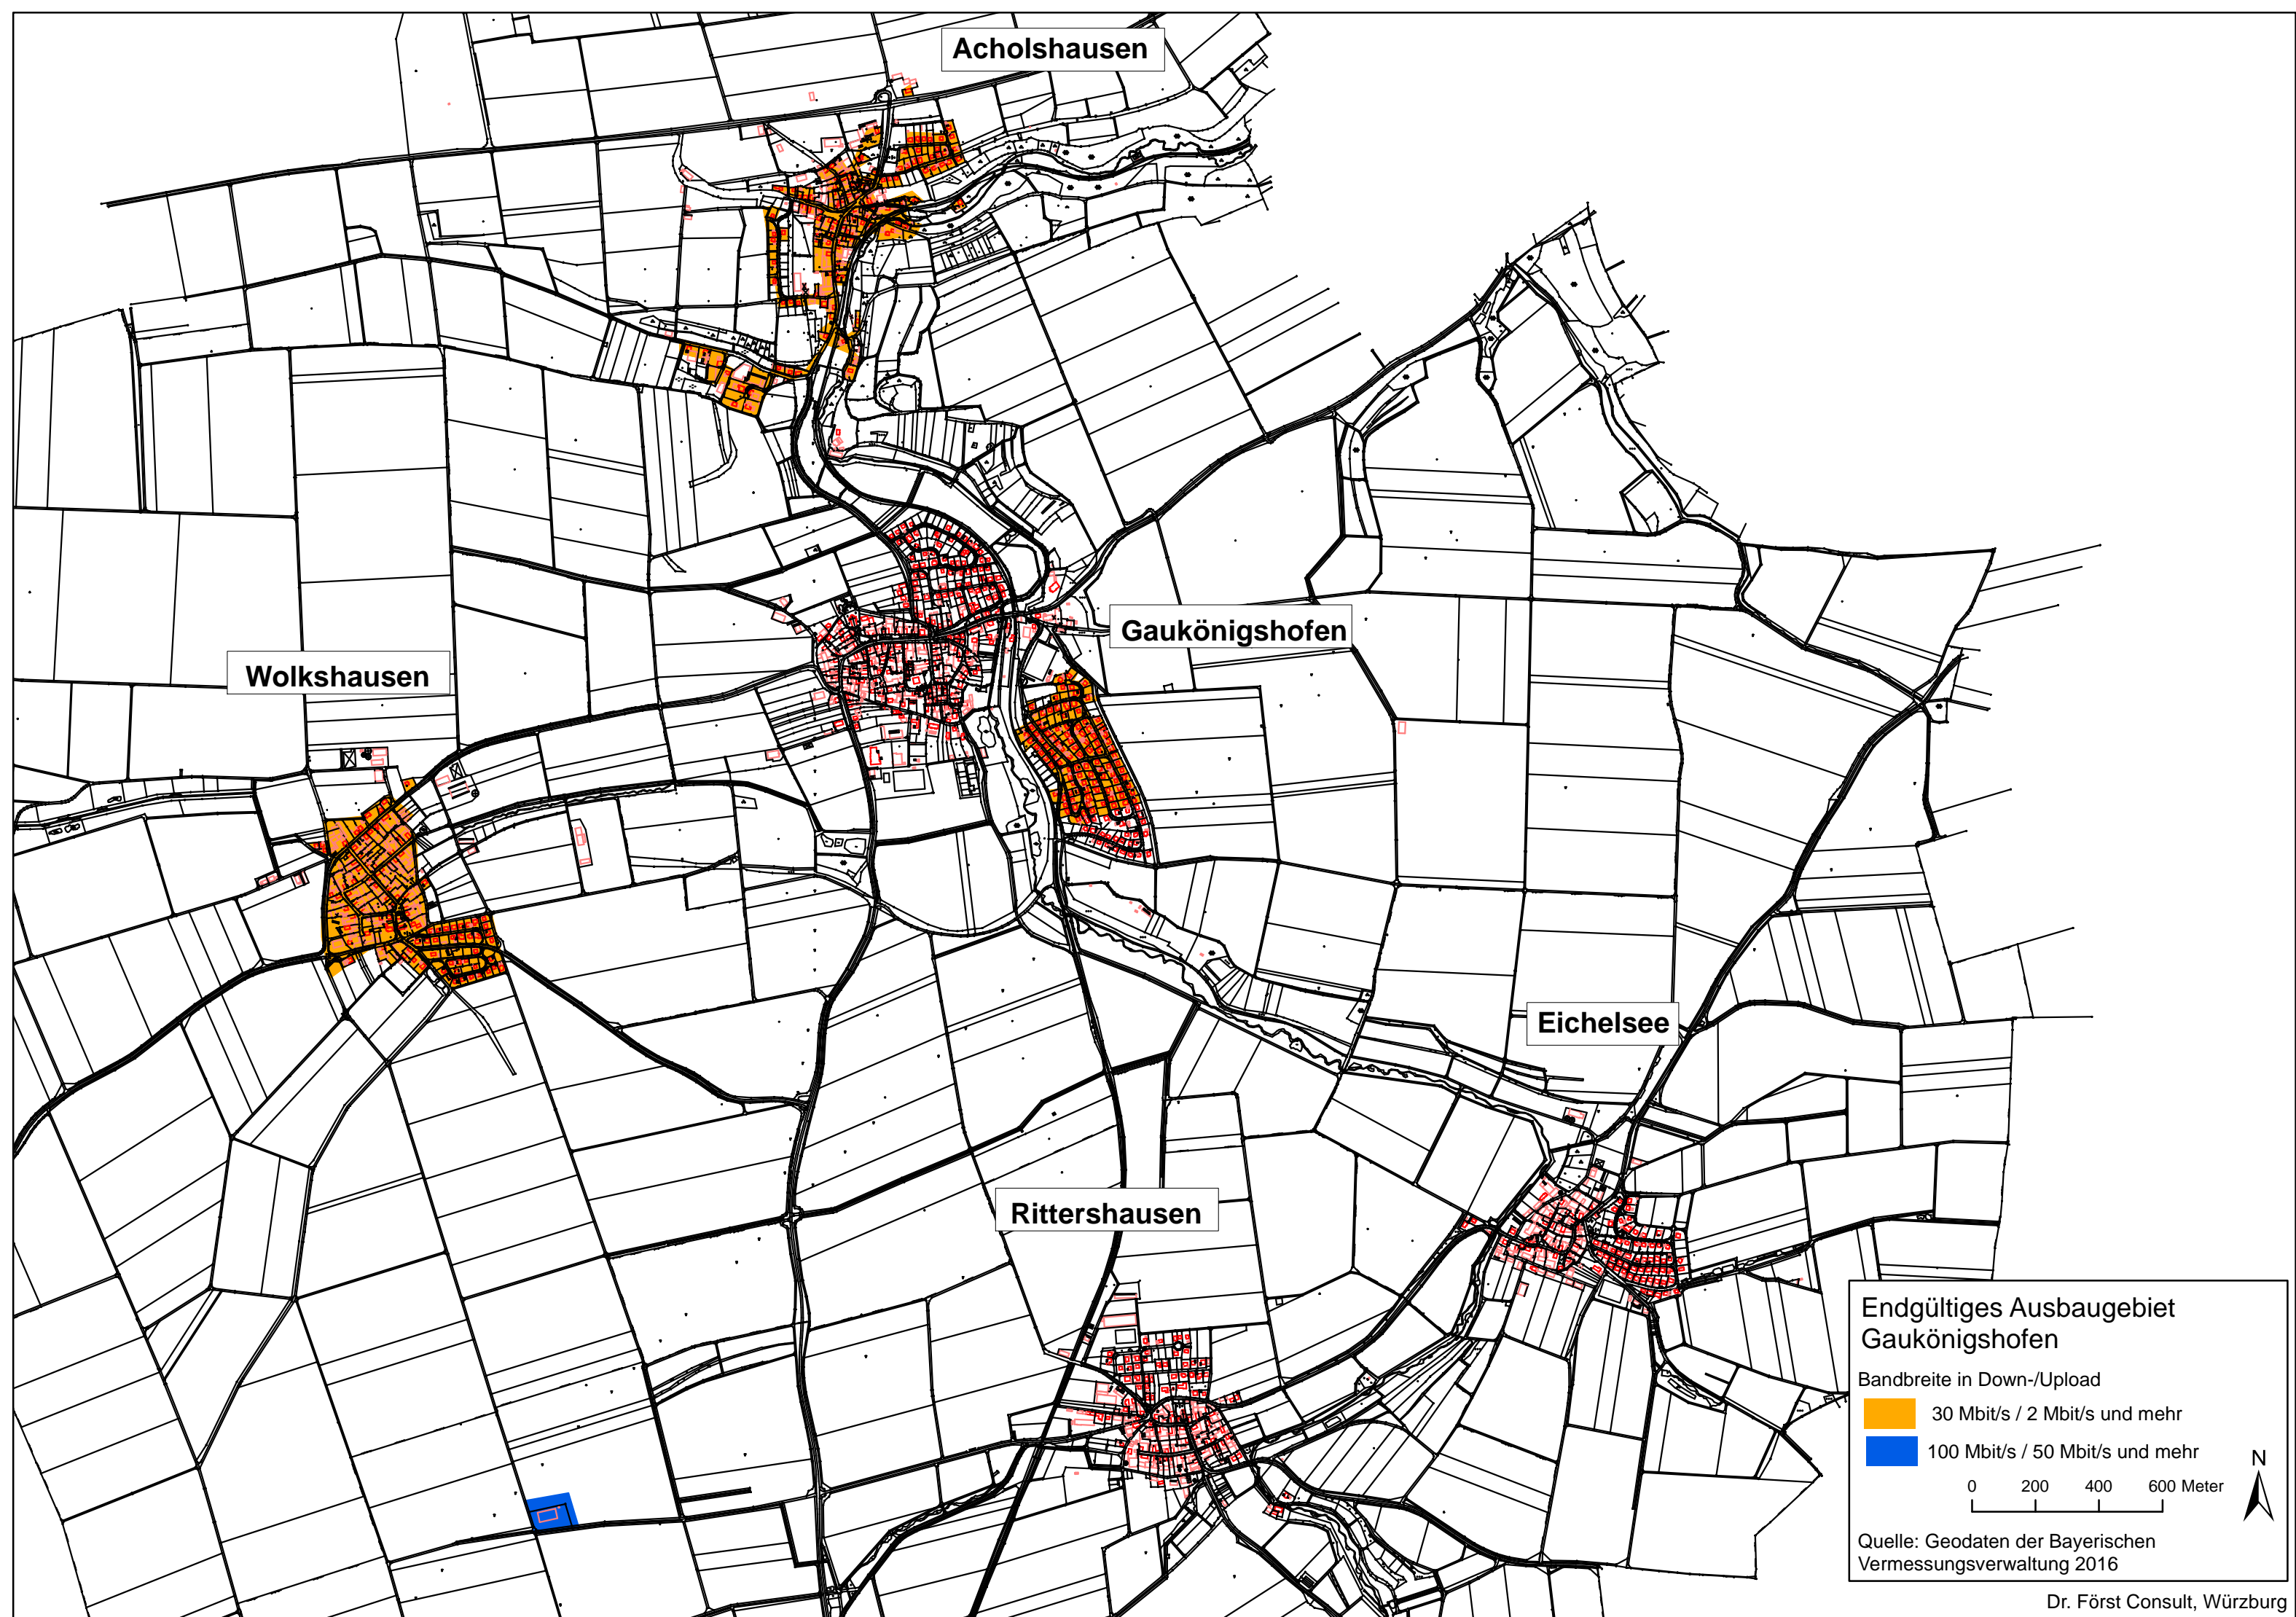 Acholshausen
Gaukönigshofen
Wolkshausen
Eichelsee
Rittershausen
Endgültiges Ausbaugebiet
Gaukönigshofen
Bandbreite in Down-/Upload
30 Mbit/s / 2 Mbit/s und mehr
100 Mbit/s / 50 Mbit/s und mehr
N
0 200 400 600 Meter
Quelle: Geodaten der Bayerischen
Vermessungsverwaltung 2016
Dr. Först Consult, Würzburg